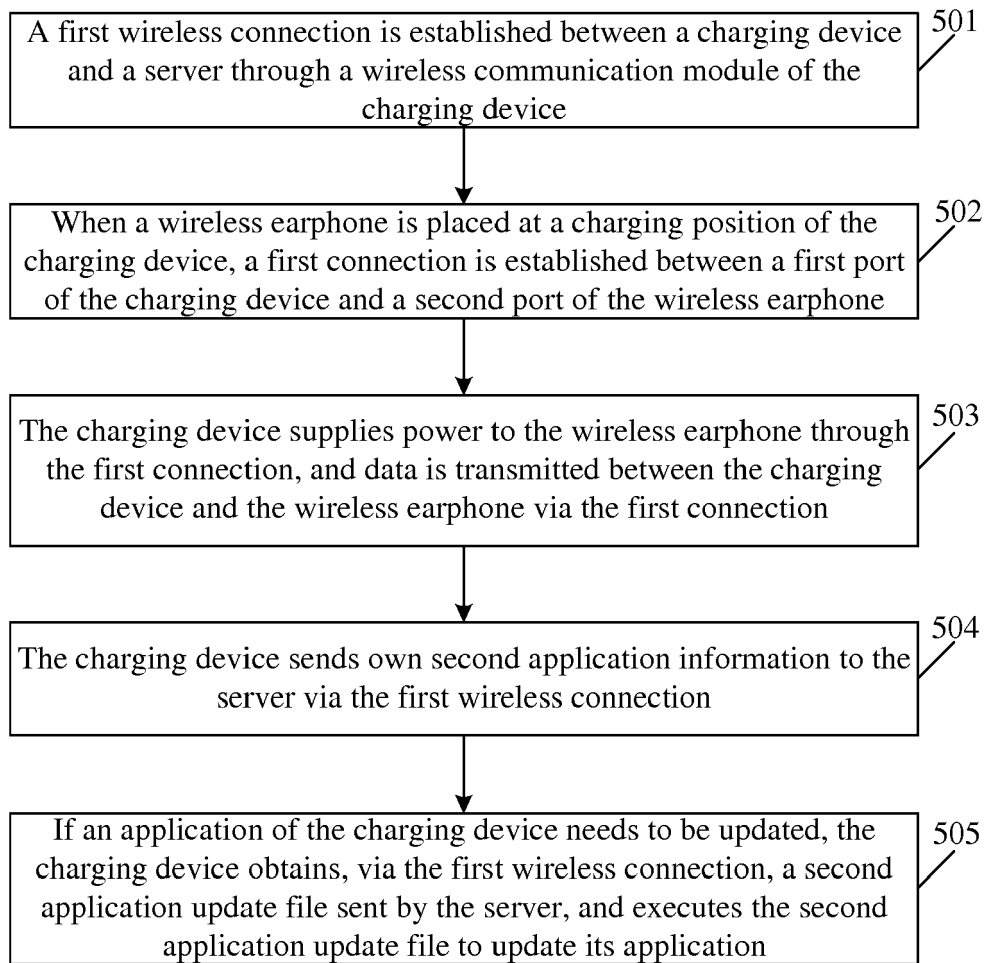 A first wireless connection is established between a charging device
and a server through a wireless communication module of the
charging device
501
When a wireless earphone is placed at a charging position of the
charging device, a first connection is established between a first port
of the charging device and a second port of the wireless earphone
502
The charging device supplies power to the wireless earphone through
the first connection, and data is transmitted between the charging
device and the wireless earphone via the first connection
503
The charging device sends own second application information to the
server via the first wireless connection
504
If an application of the charging device needs to be updated, the
charging device obtains, via the first wireless connection, a second
application update file sent by the server, and executes the second
application update file to update its application
505